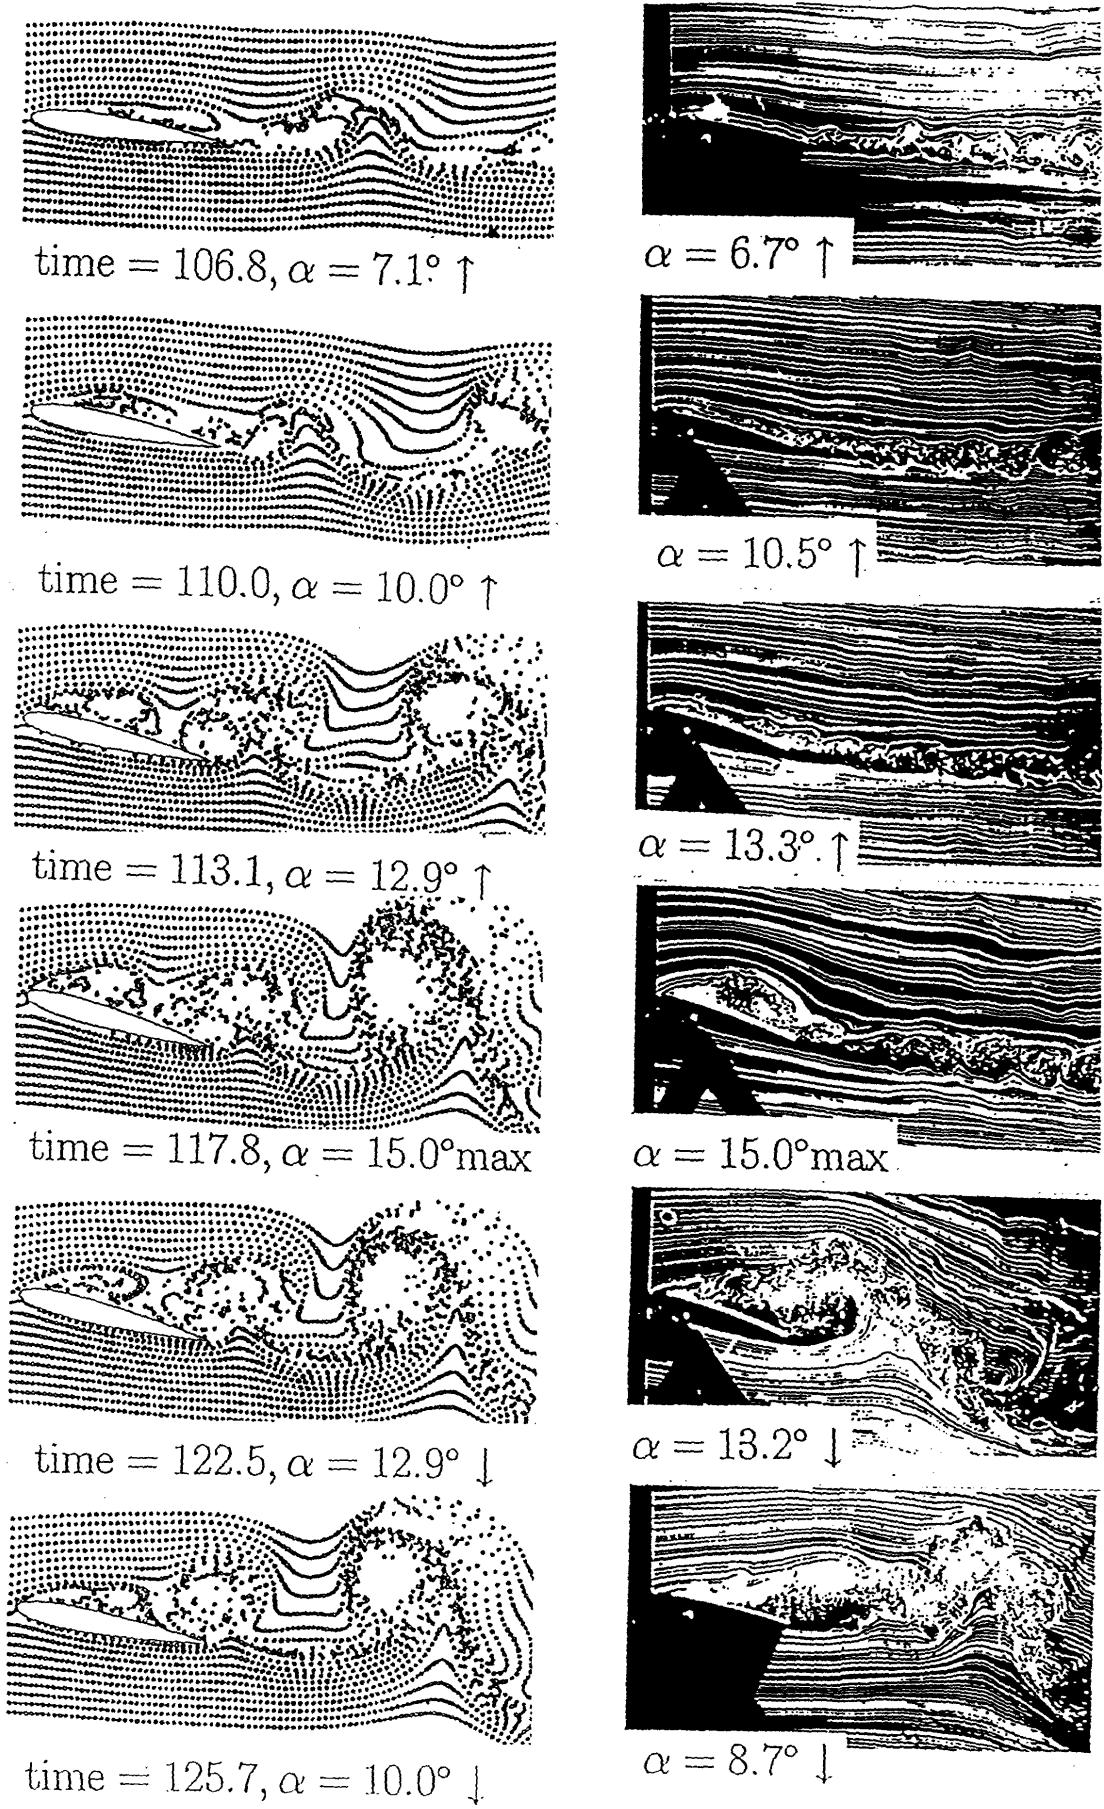 time = 106.8, α = 7.1° ↑
α = 6.7° ↑
time = 110.0, α = 10.0° ↑
α = 10.5° ↑
time = 113.1, α = 12.9° ↑
α = 13.3°. ↑
time = 117.8, α = 15.0°max
α = 15.0°max
time = 122.5, α = 12.9° ↓
α = 13.2° ↓
time = 125.7, α = 10.0° ↓
α = 8.7° ↓